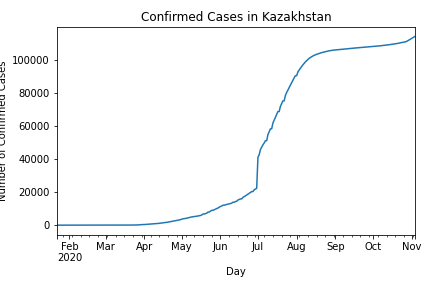 Confirmed Cases in Kazakhstan
Number of Confirmed Cases
100000
80000
60000
40000
20000
0
Feb Mar Apr May Jun Jul Aug Sep Oct Nov
2020
Day